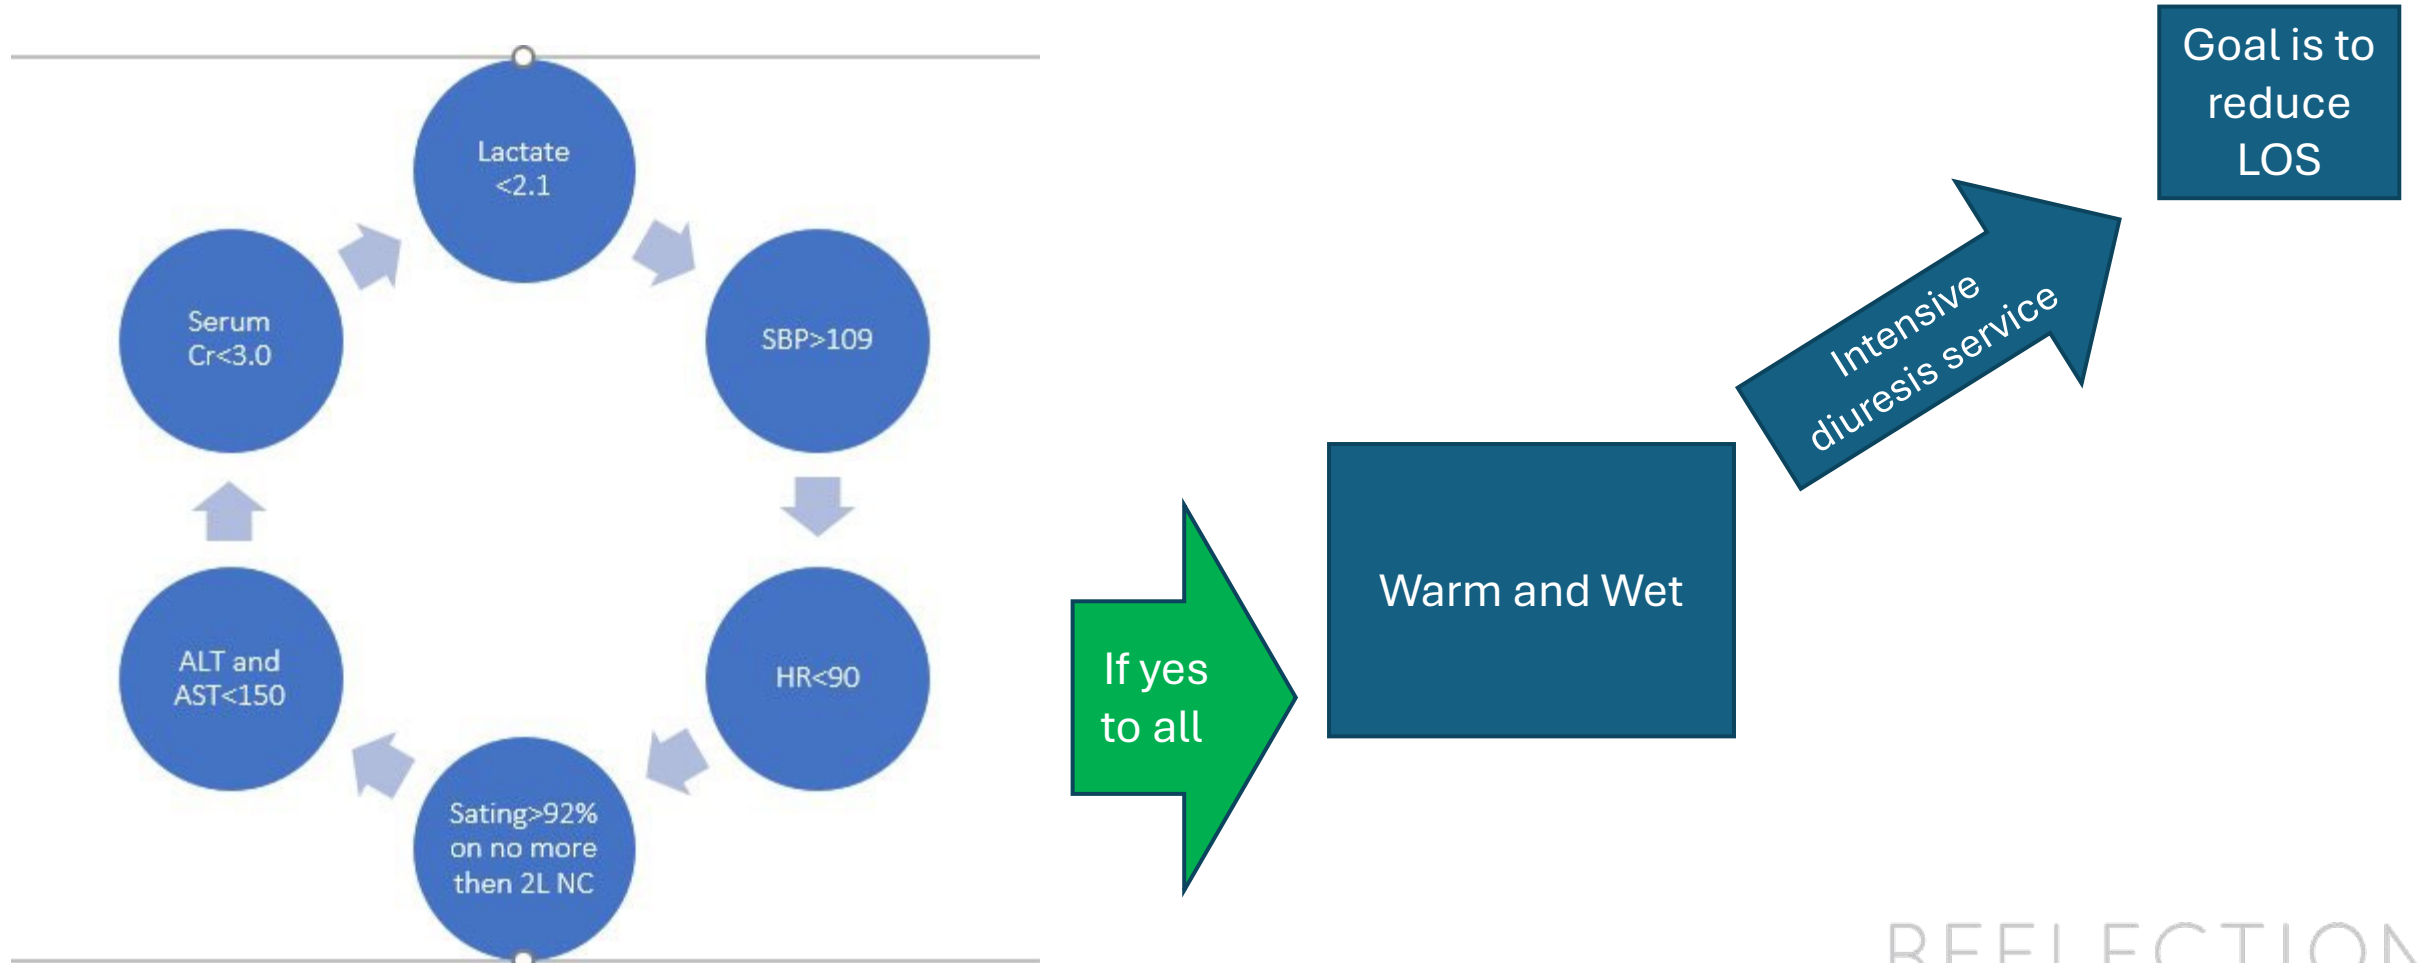 Lactate
<2.1
SBP>109
HR<90
Sating>92%
on no more
then 2L NC
ALT and
AST<150
Serum
Cr<3.0
If yes
to all
Warm and Wet
Intensive
diuresis service
Goal is to
reduce
LOS
REFLECTION